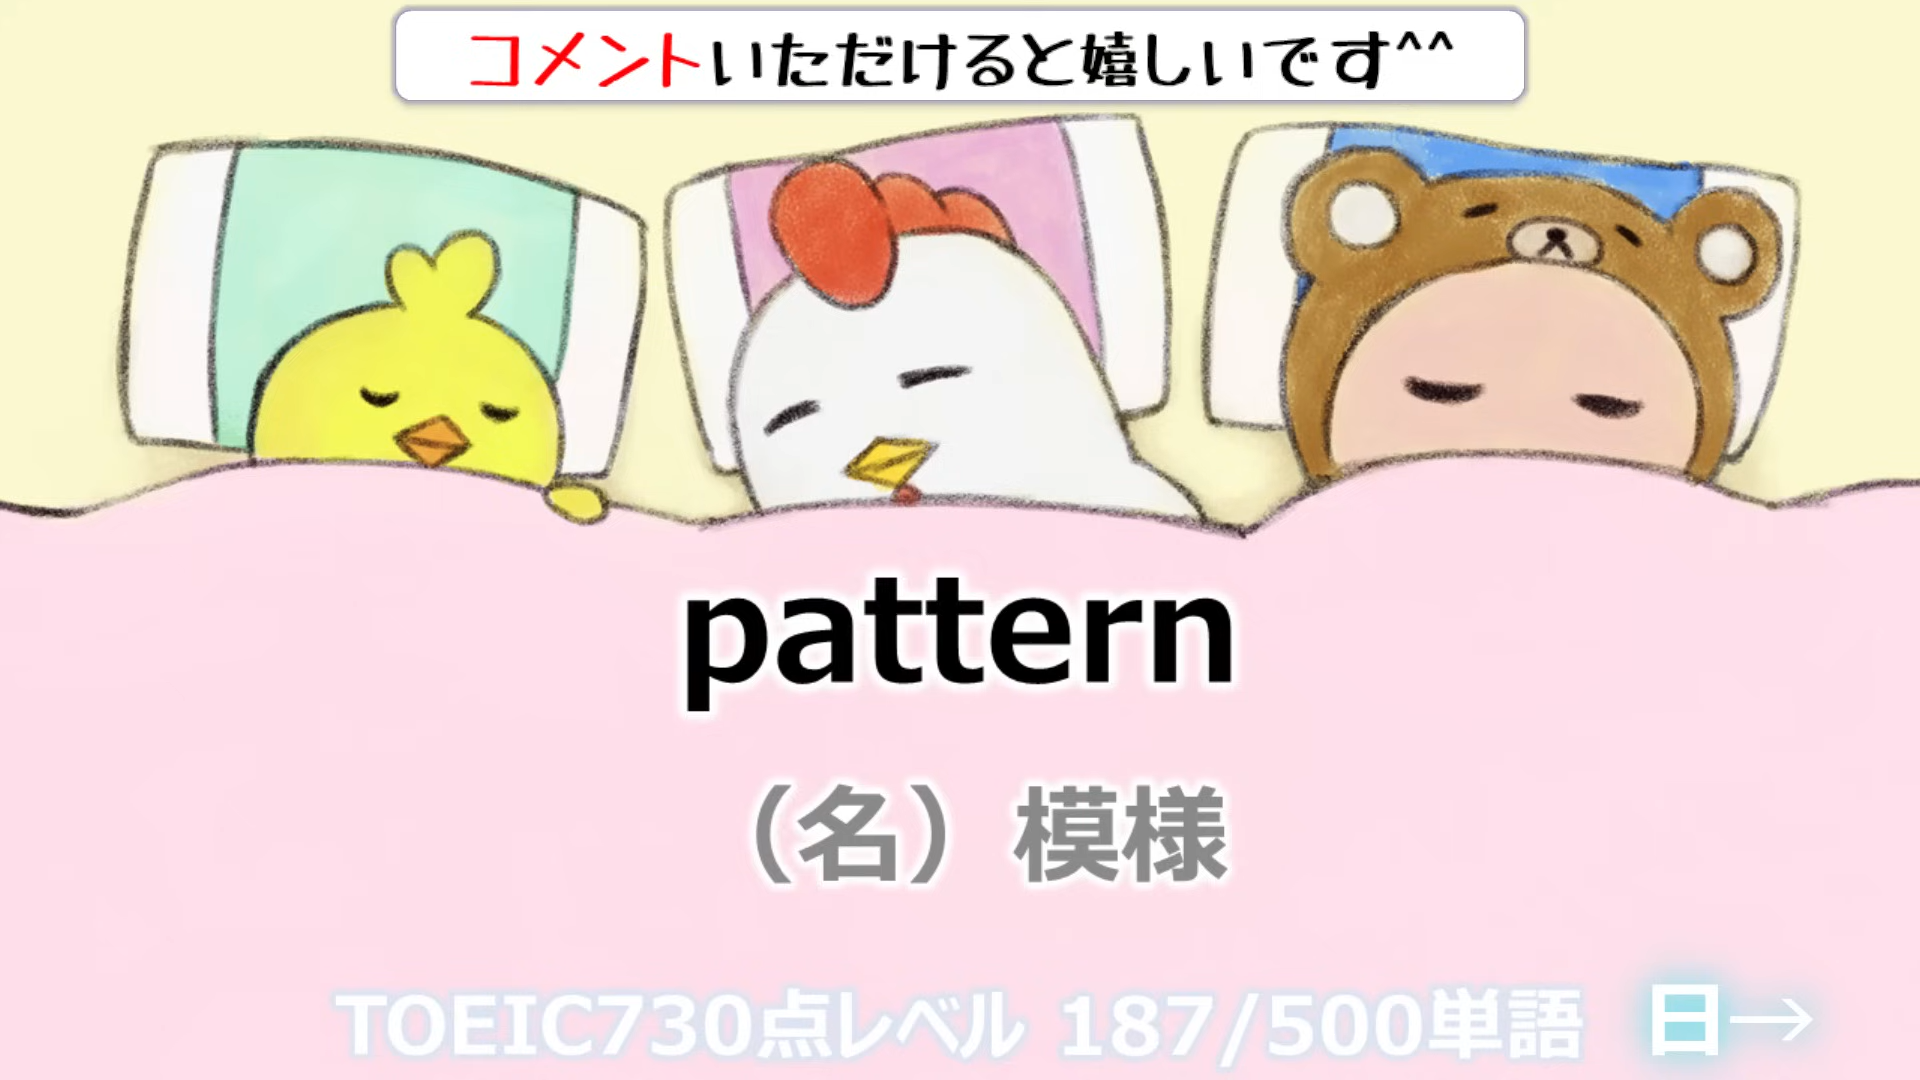 コメントいただけると嬉しいです^^
pattern
（名）模様
TOEIC730点レベル 187/500単語 日→